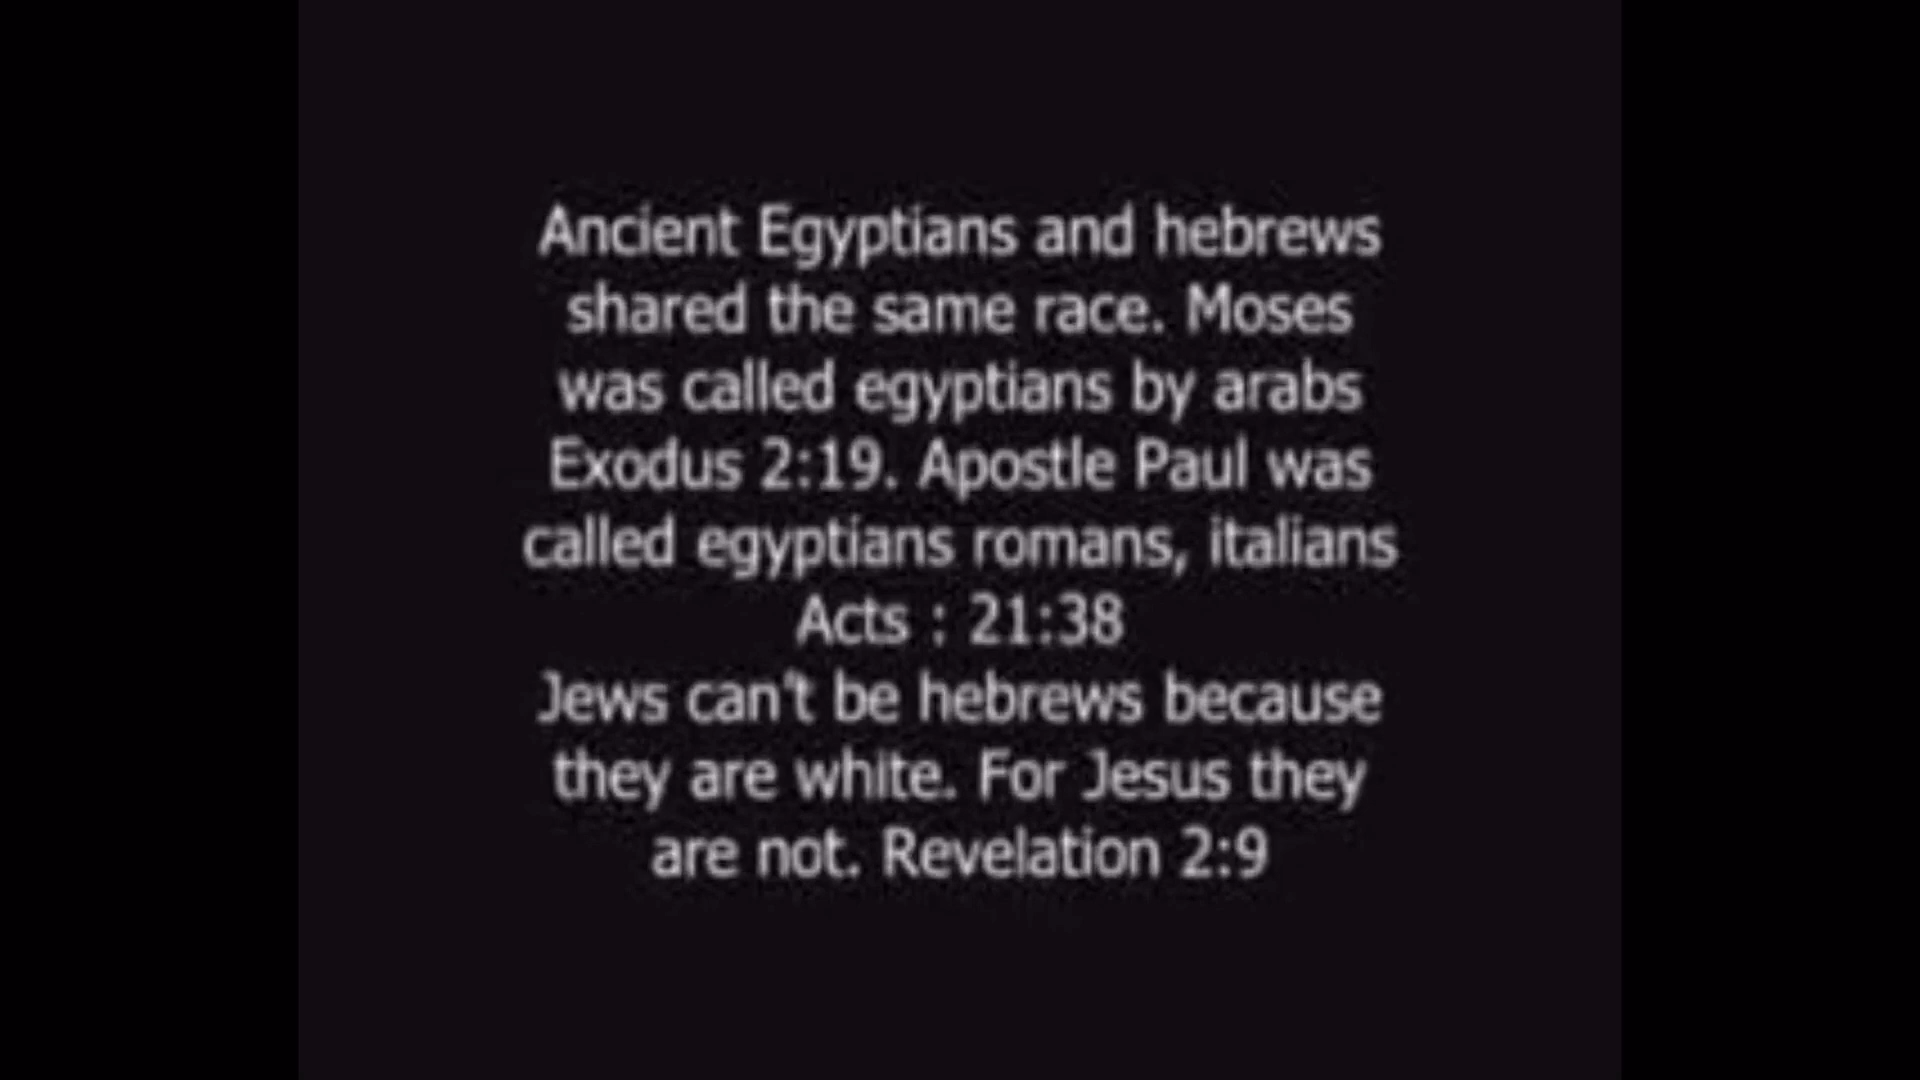 Ancient Egyptians and hebrews
shared the same race. Moses
was called egyptians by arabs
Exodus 2:19. Apostle Paul was
called egyptians romans, italians
Acts : 21:38
Jews can't be hebrews because
they are white. For Jesus they
are not. Revelation 2:9